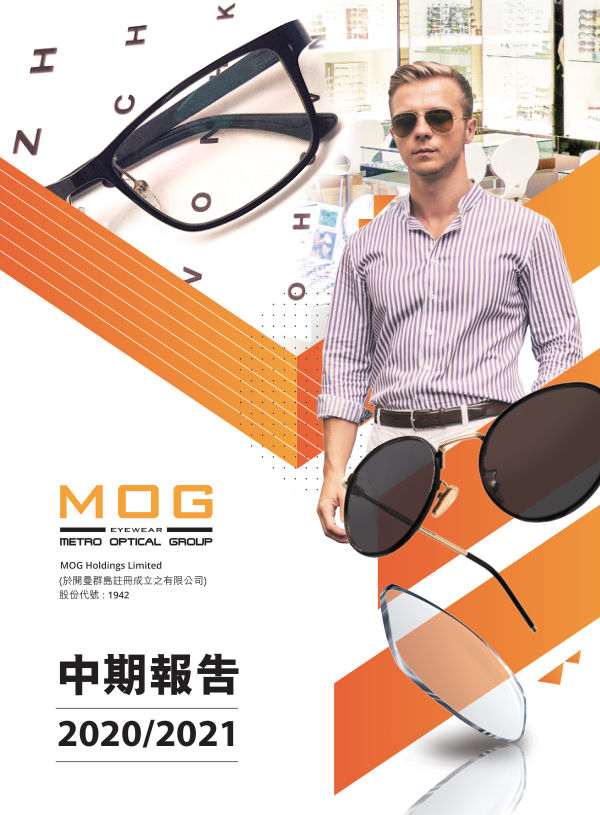 Z H H K
C H
N
V O N
V O H
O
MOG
EYEWEAR
METRO OPTICAL GROUP
MOG Holdings Limited
(於開曼群島註冊成立之有限公司)
股份代號：1942
中期報告
2020/2021